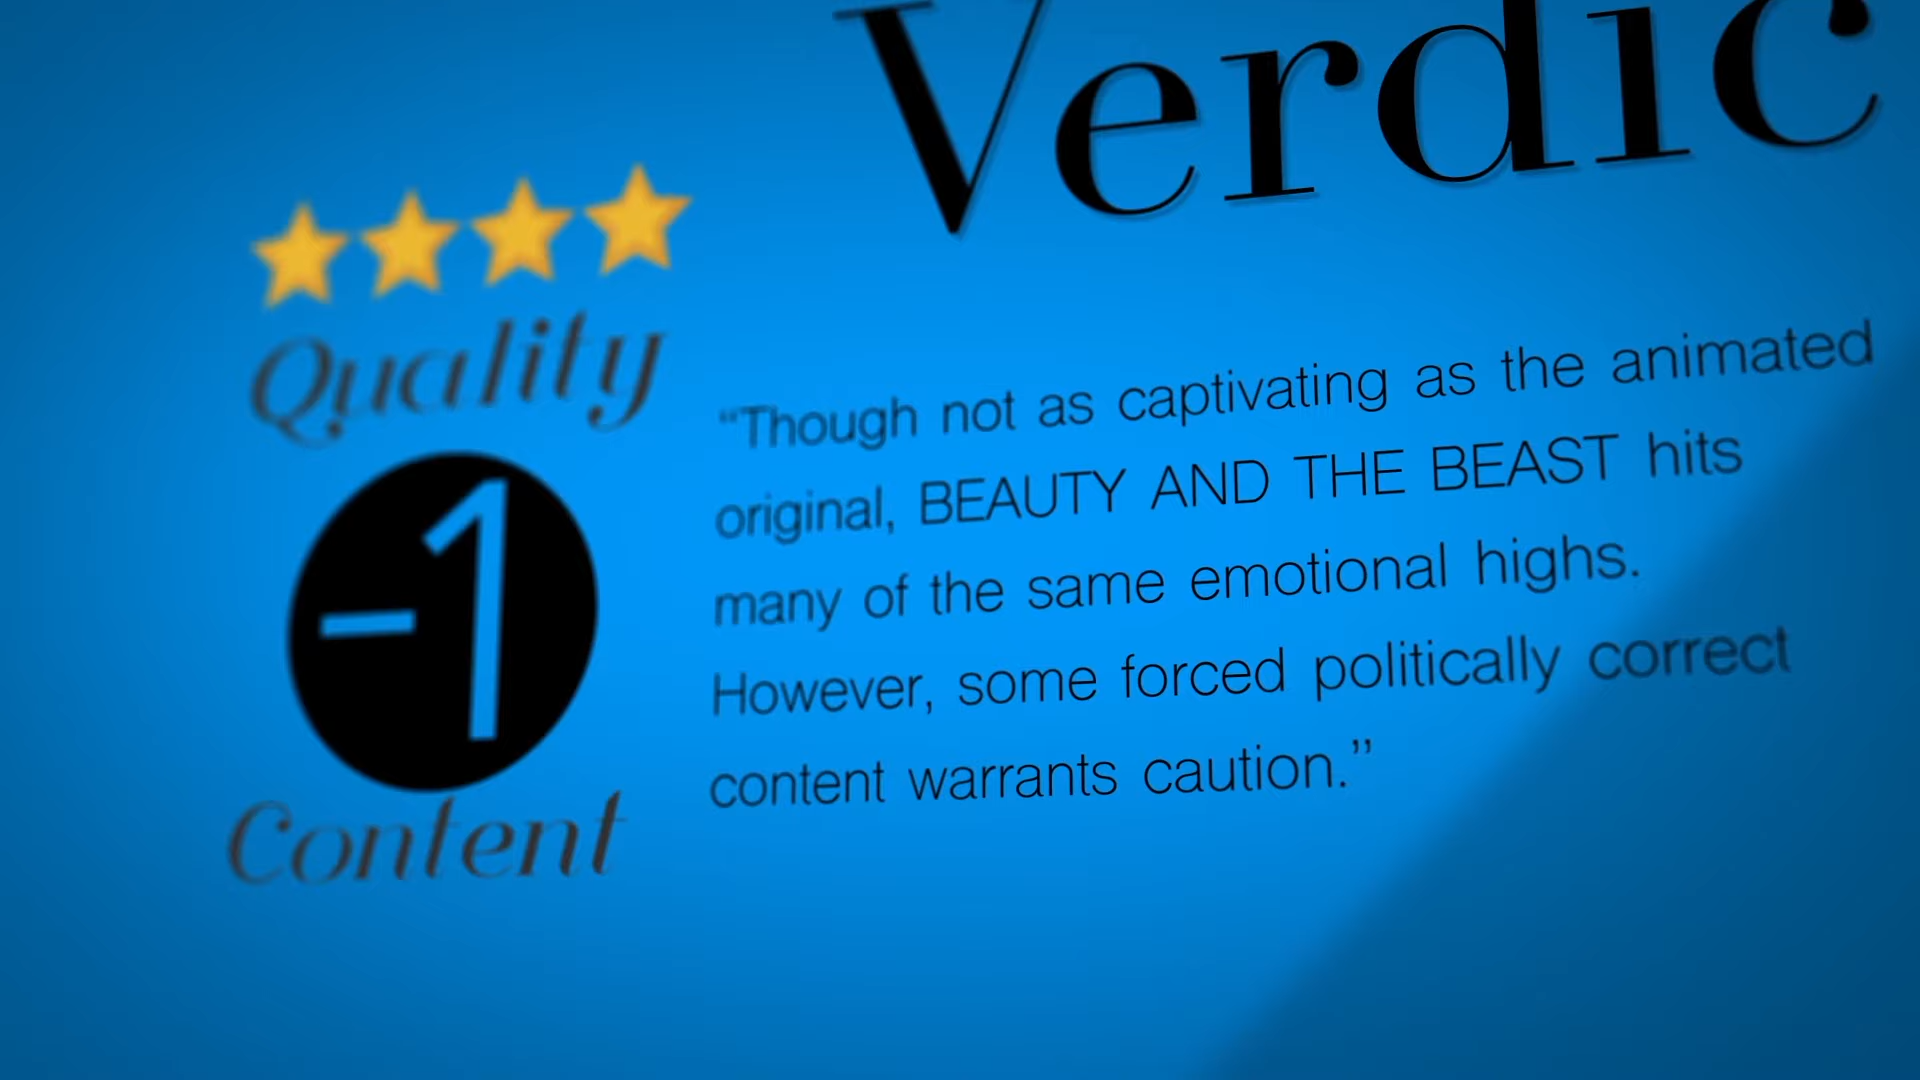 Verdic
Quality
-1
Content
“Though not as captivating as the animated
original, BEAUTY AND THE BEAST hits
many of the same emotional highs.
However, some forced politically correct
content warrants caution.”